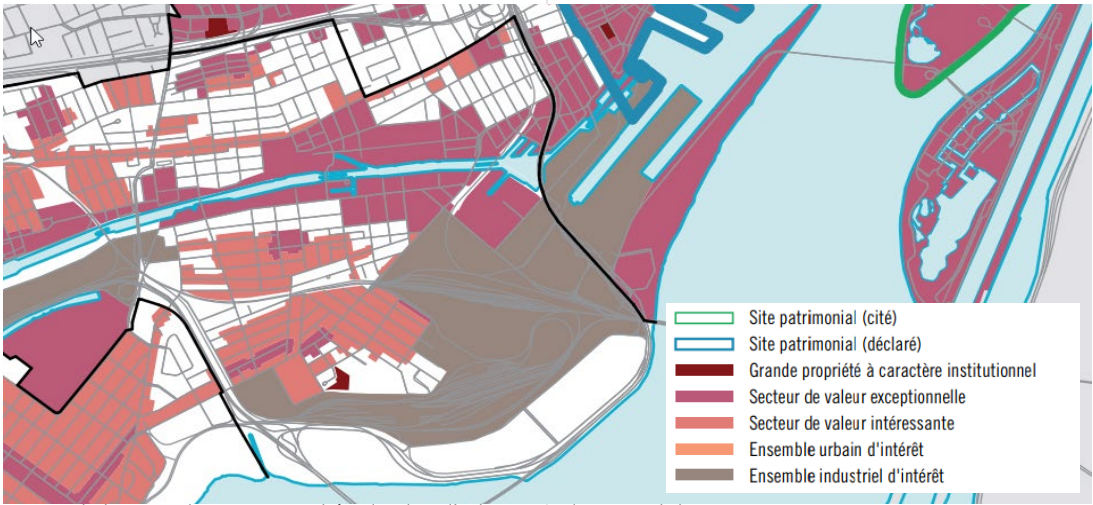 Site patrimonial (cité)
Site patrimonial (déclaré)
Grande propriété à caractère institutionnel
Secteur de valeur exceptionnelle
Secteur de valeur intéressante
Ensemble urbain d'intérêt
Ensemble industriel d'intérêt